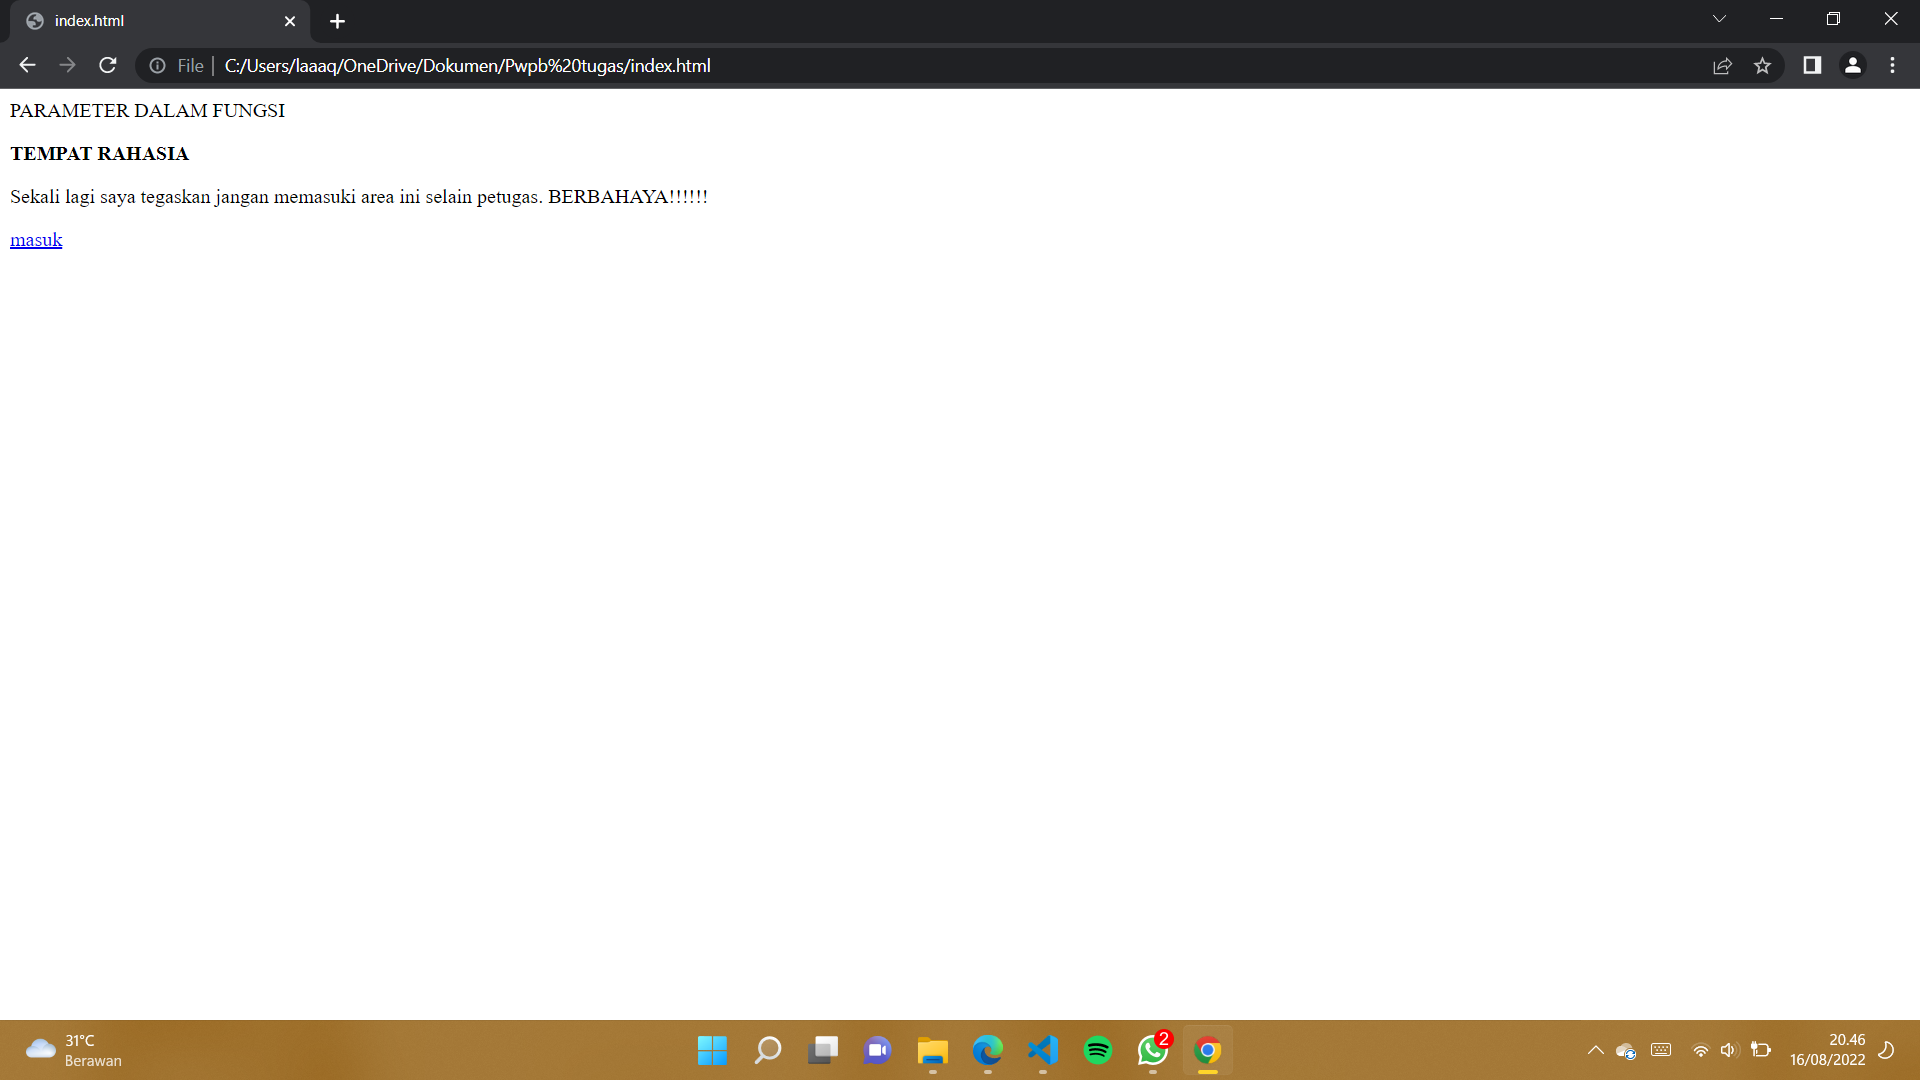 index.html
File
C:/Users/laaaq/OneDrive/Dokumen/Pwpb%20tugas/index.html
PARAMETER DALAM FUNGSI
TEMPAT RAHASIA
Sekali lagi saya tegaskan jangan memasuki area ini selain petugas. BERBAHAYA!!!!!!
masuk
31°C
Berawan
2
20.46
16/08/2022